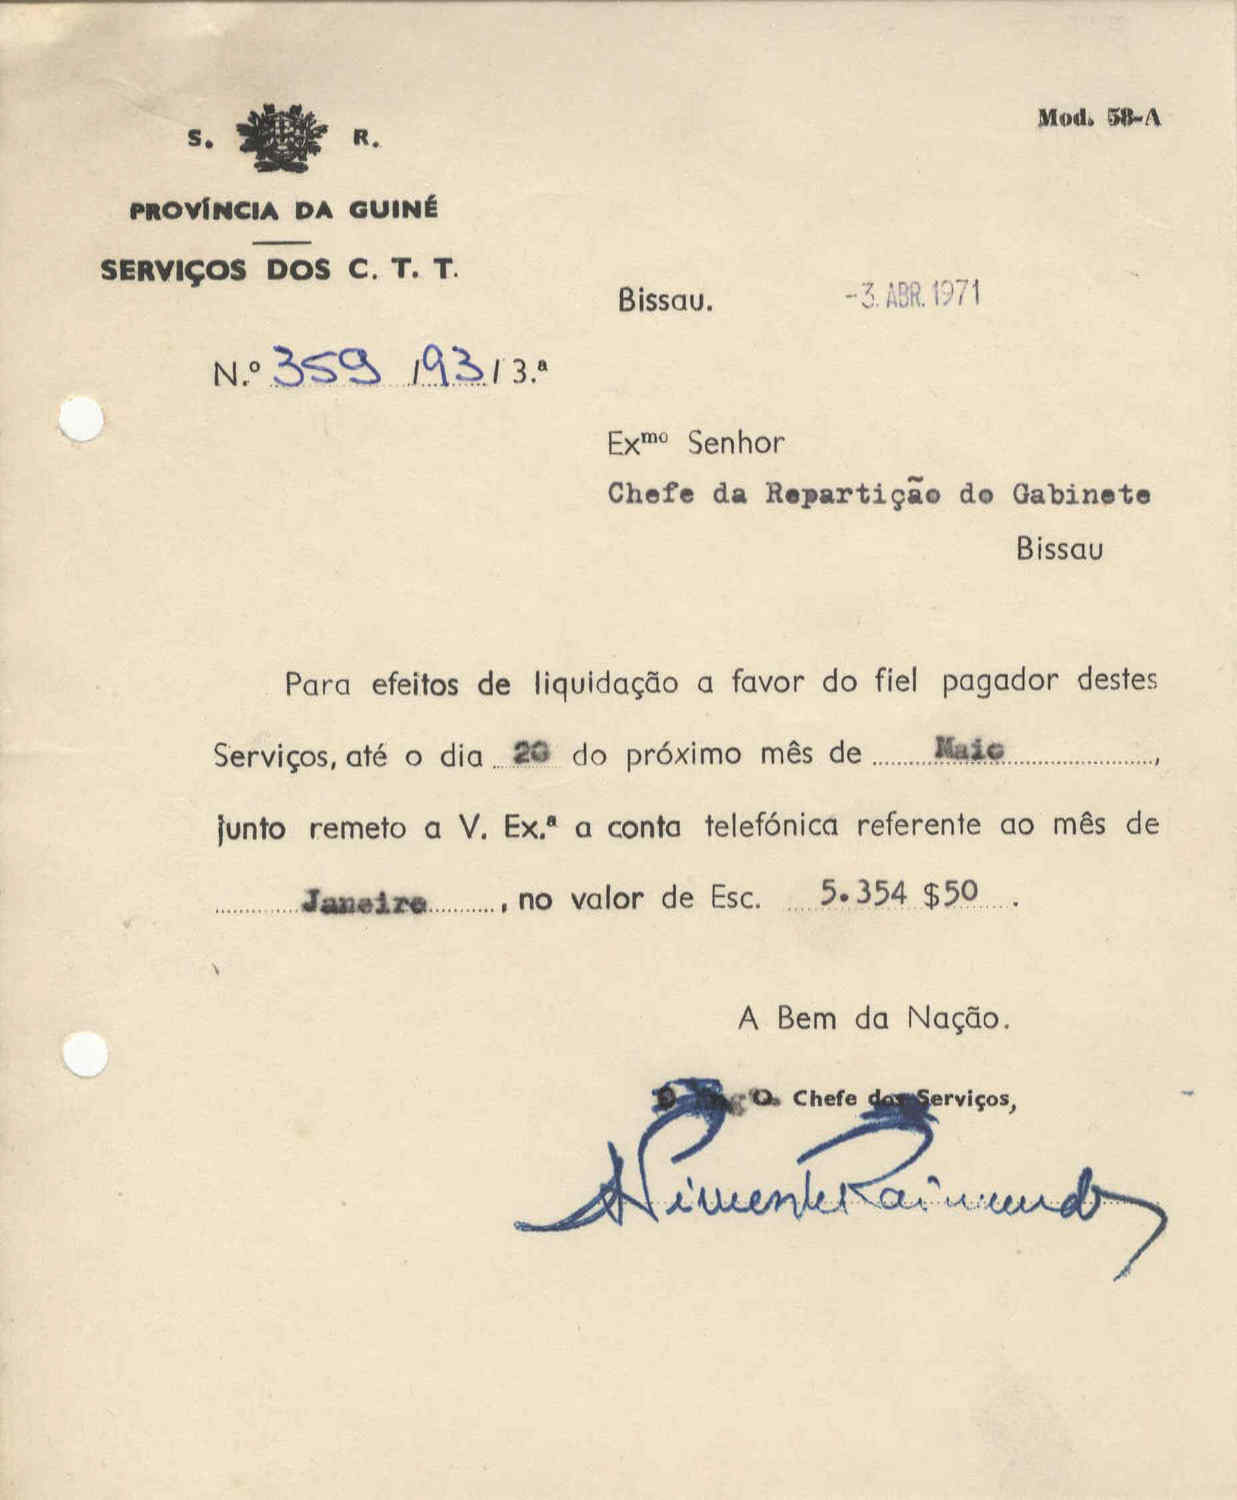 S. R.
Mod. 58-A
PROVÍNCIA DA GUINÉ
SERVIÇOS DOS C. T. T.
Bissau. -3. ABR. 1971
N.º 359 /93 / 3.ª
Exmo Senhor
Chefe da Repartição do Gabinete
Bissau
Para efeitos de liquidação a favor do fiel pagador destes
Serviços, até o dia 20 do próximo mês de Maio,
junto remeto a V. Ex.ª a conta telefónica referente ao mês de
Janeiro, no valor de Esc. 5.354 $50.
A Bem da Nação.
O Chefe dos Serviços,
Raimundo